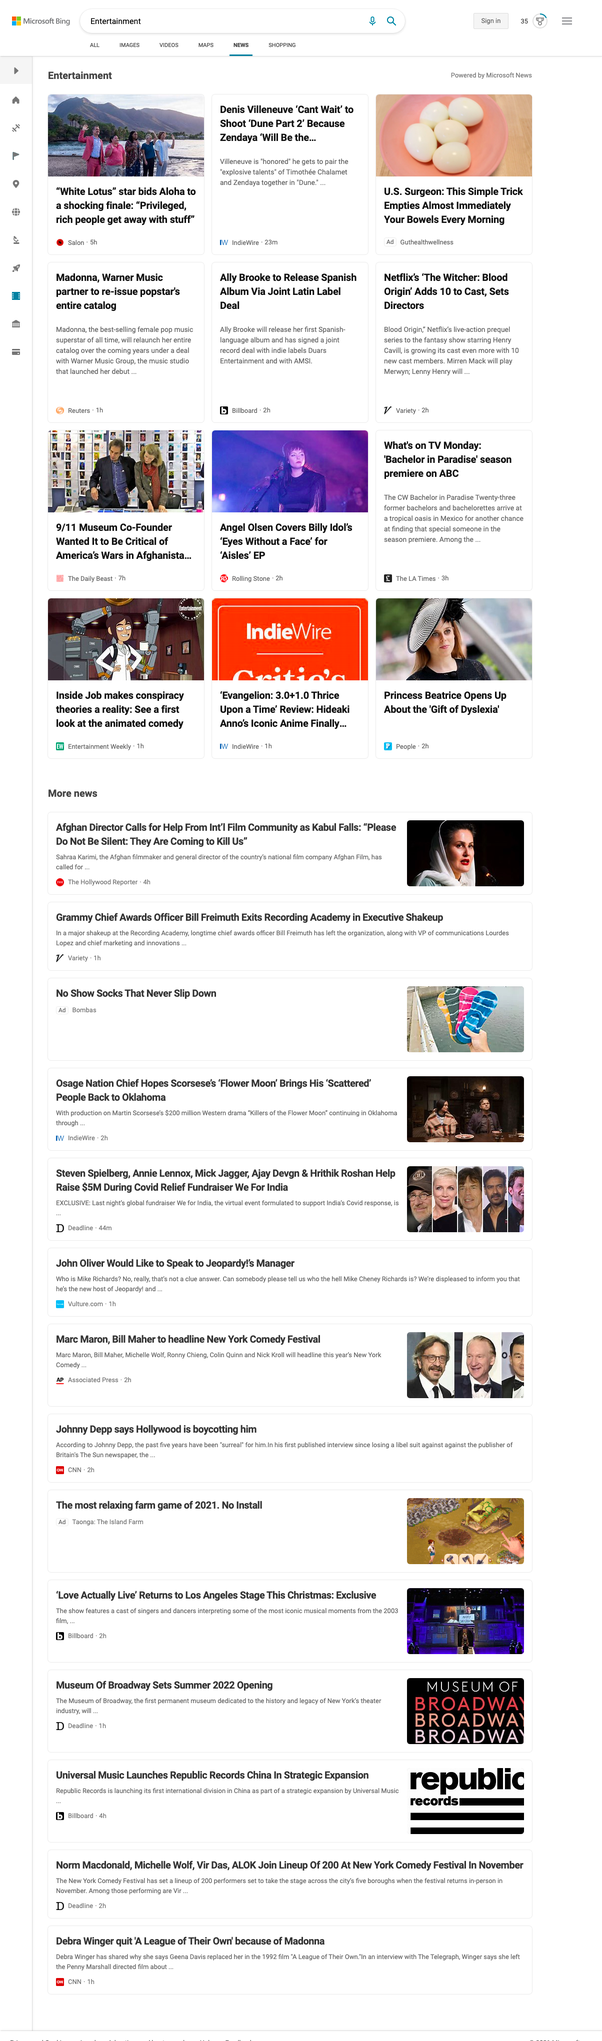 Microsoft Bing
Entertainment
Sign in
35
ALL
IMAGES
VIDEOS
MAPS
NEWS
SHOPPING
Entertainment
Powered by Microsoft News
“White Lotus” star bids Aloha to
a shocking finale: “Privileged,
rich people get away with stuff”
Salon · 5h
Denis Villeneuve ‘Cant Wait’ to
Shoot ‘Dune Part 2’ Because
Zendaya ‘Will Be the…
Villeneuve is "honored" he gets to pair the
"explosive talents" of Timothée Chalamet
and Zendaya together in "Dune." ...
IndieWire · 23m
U.S. Surgeon: This Simple Trick
Empties Almost Immediately
Your Bowels Every Morning
Ad Guthealthwellness
Madonna, Warner Music
partner to re-issue popstar's
entire catalog
Madonna, the best-selling female pop music
superstar of all time, will relaunch her entire
catalog over the coming years under a deal
with Warner Music Group, the music studio
that launched her debut ...
Reuters · 1h
Ally Brooke to Release Spanish
Album Via Joint Latin Label
Deal
Ally Brooke will release her first Spanish-
language album and has signed a joint
record deal with indie labels Duars
Entertainment and with AMSI.
Billboard · 2h
Netflix’s ‘The Witcher: Blood
Origin’ Adds 10 to Cast, Sets
Directors
Blood Origin,” Netflix’s live-action prequel
series to the fantasy show starring Henry
Cavill, is growing its cast even more with 10
new cast members. Mirren Mack will play
Merwyn; Lenny Henry will ...
Variety · 2h
9/11 Museum Co-Founder
Wanted It to Be Critical of
America’s Wars in Afghanista…
The Daily Beast · 7h
Angel Olsen Covers Billy Idol’s
‘Eyes Without a Face’ for
‘Aisles’ EP
Rolling Stone · 2h
What's on TV Monday:
'Bachelor in Paradise' season
premiere on ABC
The CW Bachelor in Paradise Twenty-three
former bachelors and bachelorettes arrive at
a tropical oasis in Mexico for another chance
at finding that special someone in the
season premiere. Among the ...
The LA Times · 3h
Entertainment
Inside Job makes conspiracy
theories a reality: See a first
look at the animated comedy
Entertainment Weekly · 1h
IndieWire
Critic's
‘Evangelion: 3.0+1.0 Thrice
Upon a Time’ Review: Hideaki
Anno’s Iconic Anime Finally…
IndieWire · 1h
Princess Beatrice Opens Up
About the 'Gift of Dyslexia'
People · 2h
More news
Afghan Director Calls for Help From Int’l Film Community as Kabul Falls: “Please
Do Not Be Silent: They Are Coming to Kill Us”
Sahraa Karimi, the Afghan filmmaker and general director of the country’s national film company Afghan Film, has
called for ...
The Hollywood Reporter · 4h
Grammy Chief Awards Officer Bill Freimuth Exits Recording Academy in Executive Shakeup
In a major shakeup at the Recording Academy, longtime chief awards officer Bill Freimuth has left the organization, along with VP of communications Lourdes
Lopez and chief marketing and innovations ...
Variety · 1h
No Show Socks That Never Slip Down
Ad Bombas
Osage Nation Chief Hopes Scorsese’s ‘Flower Moon’ Brings His ‘Scattered’
People Back to Oklahoma
With production on Martin Scorsese’s $200 million Western drama “Killers of the Flower Moon” continuing in Oklahoma
through ...
IndieWire · 2h
Steven Spielberg, Annie Lennox, Mick Jagger, Ajay Devgn & Hrithik Roshan Help
Raise $5M During Covid Relief Fundraiser We For India
EXCLUSIVE: Last night’s global fundraiser We for India, the virtual event formulated to support India’s Covid response, is
...
Deadline · 44m
John Oliver Would Like to Speak to Jeopardy!’s Manager
Who is Mike Richards? No, really, that’s not a clue answer. Can somebody please tell us who the hell Mike Cheney Richards is? We’re displeased to inform you that
he’s the new host of Jeopardy! and ...
Vulture.com · 1h
Marc Maron, Bill Maher to headline New York Comedy Festival
Marc Maron, Bill Maher, Michelle Wolf, Ronny Chieng, Colin Quinn and Nick Kroll will headline this year’s New York
Comedy ...
Associated Press · 2h
Johnny Depp says Hollywood is boycotting him
According to Johnny Depp, the past five years have been "surreal" for him.In his first published interview since losing a libel suit against against the publisher of
Britain's The Sun newspaper, the ...
CNN · 2h
The most relaxing farm game of 2021. No Install
Ad Taonga: The Island Farm
‘Love Actually Live’ Returns to Los Angeles Stage This Christmas: Exclusive
The show features a cast of singers and dancers interpreting some of the most iconic musical moments from the 2003
film, ...
Billboard · 2h
Museum Of Broadway Sets Summer 2022 Opening
The Museum of Broadway, the first permanent museum dedicated to the history and legacy of New York’s theater
industry, will ...
Deadline · 1h
MUSEUM OF
BROADWAY
BROADWAY
BROADWAY
Universal Music Launches Republic Records China In Strategic Expansion
Republic Records is launching its first international division in China as part of a strategic expansion by Universal Music
...
Billboard · 4h
republic
records
Norm Macdonald, Michelle Wolf, Vir Das, ALOK Join Lineup Of 200 At New York Comedy Festival In November
The New York Comedy Festival has set a lineup of 200 performers set to take the stage across the city’s five boroughs when the festival returns in-person in
November. Among those performing are Vir ...
Deadline · 2h
Debra Winger quit 'A League of Their Own' because of Madonna
Debra Winger has shared why she says Geena Davis replaced her in the 1992 film "A League of Their Own."In an interview with The Telegraph, Winger says she left
the Penny Marshall directed film about ...
CNN · 1h